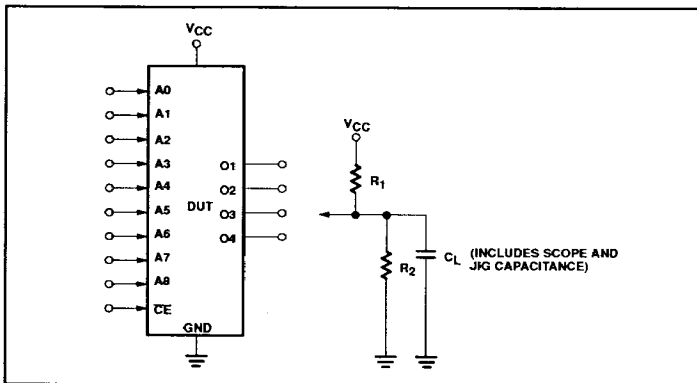 VCC
A0
A1
A2
A3
A4
A5
A6
A7
A8
CE
DUT
O1
O2
O3
O4
GND
VCC
R1
R2
CL (INCLUDES SCOPE AND
JIG CAPACITANCE)